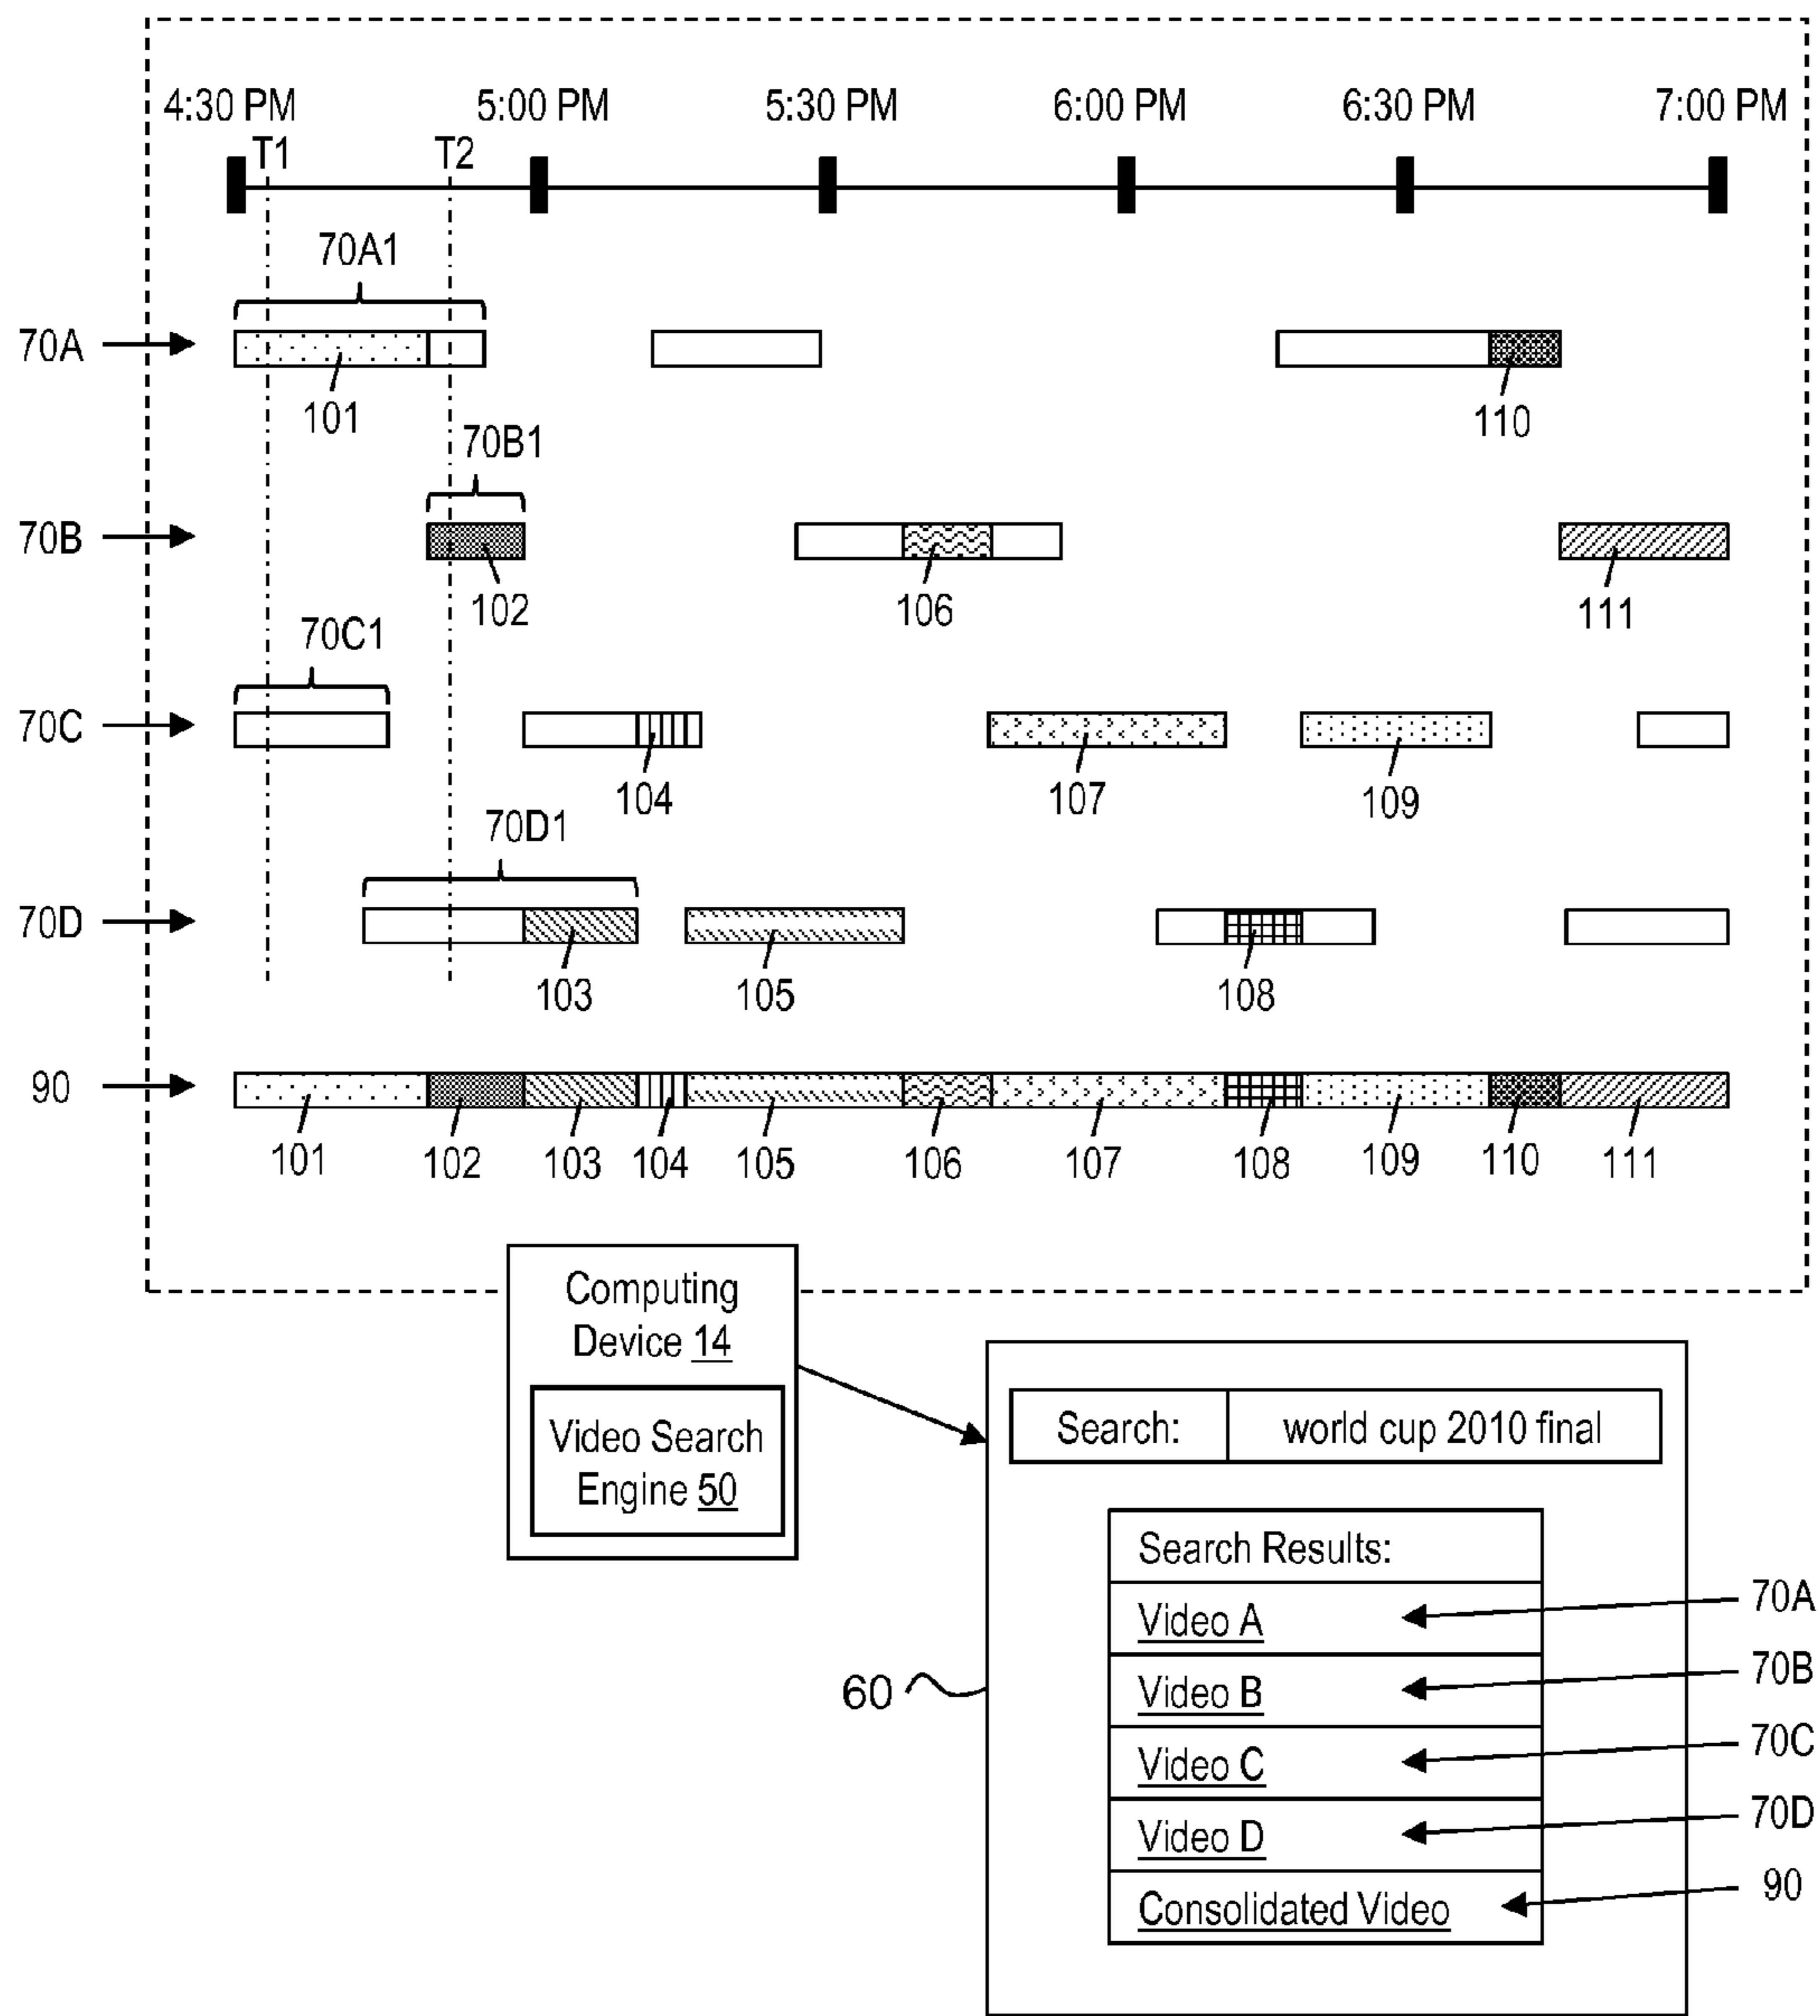 4:30 PM 5:00 PM 5:30 PM 6:00 PM 6:30 PM 7:00 PM
T1 T2
70A1
70A
101
110
70B1
70B
102
106
111
70C1
70C
104
107
109
70D1
70D
103
105
108
90
101 102 103 104 105 106 107 108 109 110 111
Computing
Device 14
Video Search
Engine 50
Search: world cup 2010 final
Search Results:
Video A
70A
Video B
70B
60
Video C
70C
Video D
70D
Consolidated Video
90